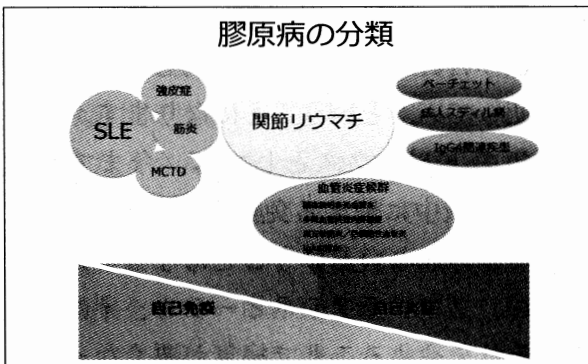 膠原病の分類
強皮症
SLE
筋炎
MCTD
関節リウマチ
ベーチェット
成人スティル病
IgG4関連疾患
血管炎症候群
自己免疫
自己炎症